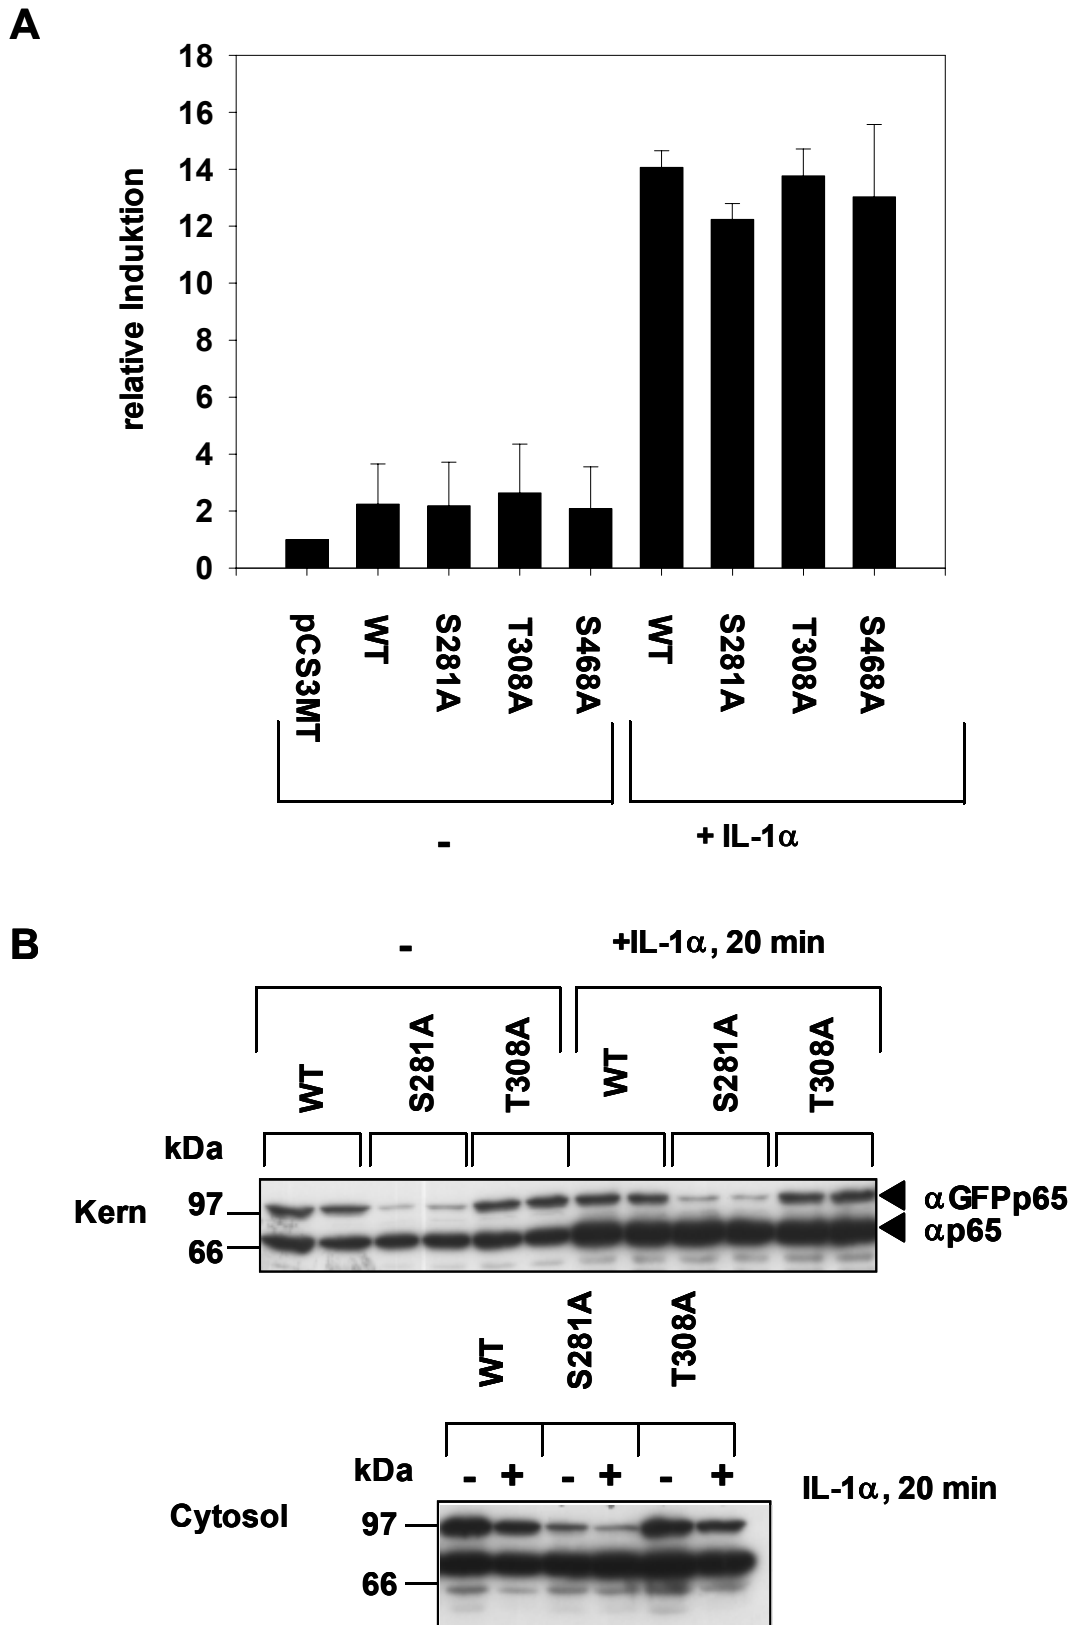 A
18
16
14
12
10
8
6
4
2
0
relative Induktion
pCS3MT WT S281A T308A S468A WT S281A T308A S468A
- + IL-1α
B
- +IL-1α, 20 min
WT S281A T308A WT S281A T308A
kDa
Kern 97 αGFPp65
66 αp65
WT S281A T308A
kDa - + - + - + IL-1α, 20 min
Cytosol 97
66